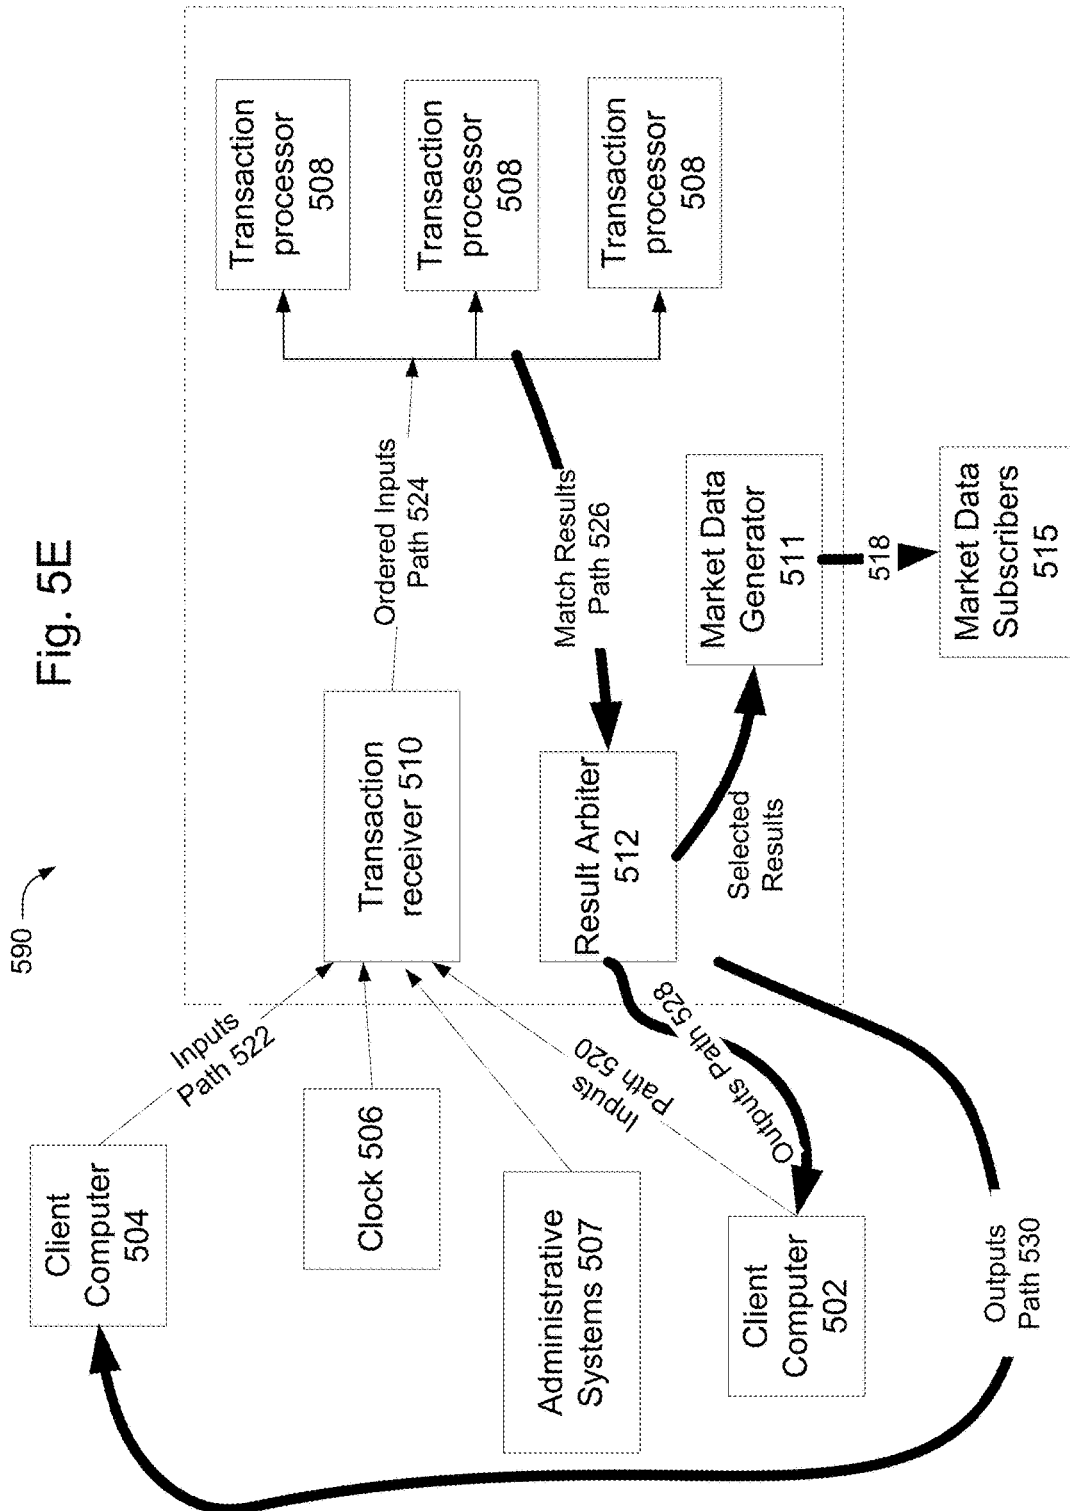 Fig. 5E
590
Client
Computer
504
Inputs
Path 522
Clock 506
Administrative
Systems 507
Client
Computer
502
Inputs
Path 520
Outputs Path 528
Outputs
Path 530
Transaction
receiver 510
Ordered Inputs
Path 524
Transaction
processor
508
Transaction
processor
508
Transaction
processor
508
Match Results
Path 526
Result Arbiter
512
Selected
Results
Market Data
Generator
511
518
Market Data
Subscribers
515